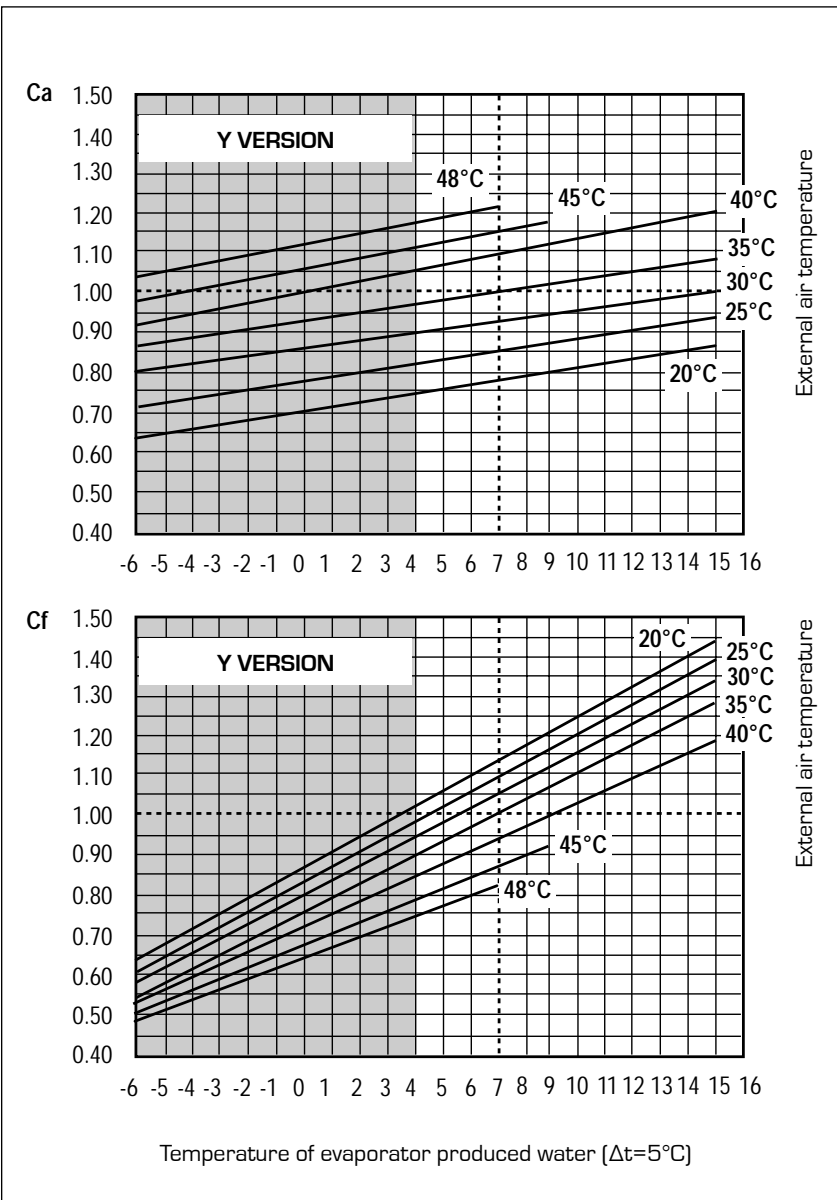 Ca
1.50
1.40
1.30
1.20
1.10
1.00
0.90
0.80
0.70
0.60
0.50
0.40
Y VERSION
48°C
45°C
40°C
35°C
30°C
25°C
20°C
External air temperature
-6 -5 -4 -3 -2 -1 0 1 2 3 4 5 6 7 8 9 10 11 12 13 14 15 16
Cf
1.50
1.40
1.30
1.20
1.10
1.00
0.90
0.80
0.70
0.60
0.50
0.40
Y VERSION
20°C
25°C
30°C
35°C
40°C
45°C
48°C
External air temperature
-6 -5 -4 -3 -2 -1 0 1 2 3 4 5 6 7 8 9 10 11 12 13 14 15 16
Temperature of evaporator produced water (Δt=5°C)